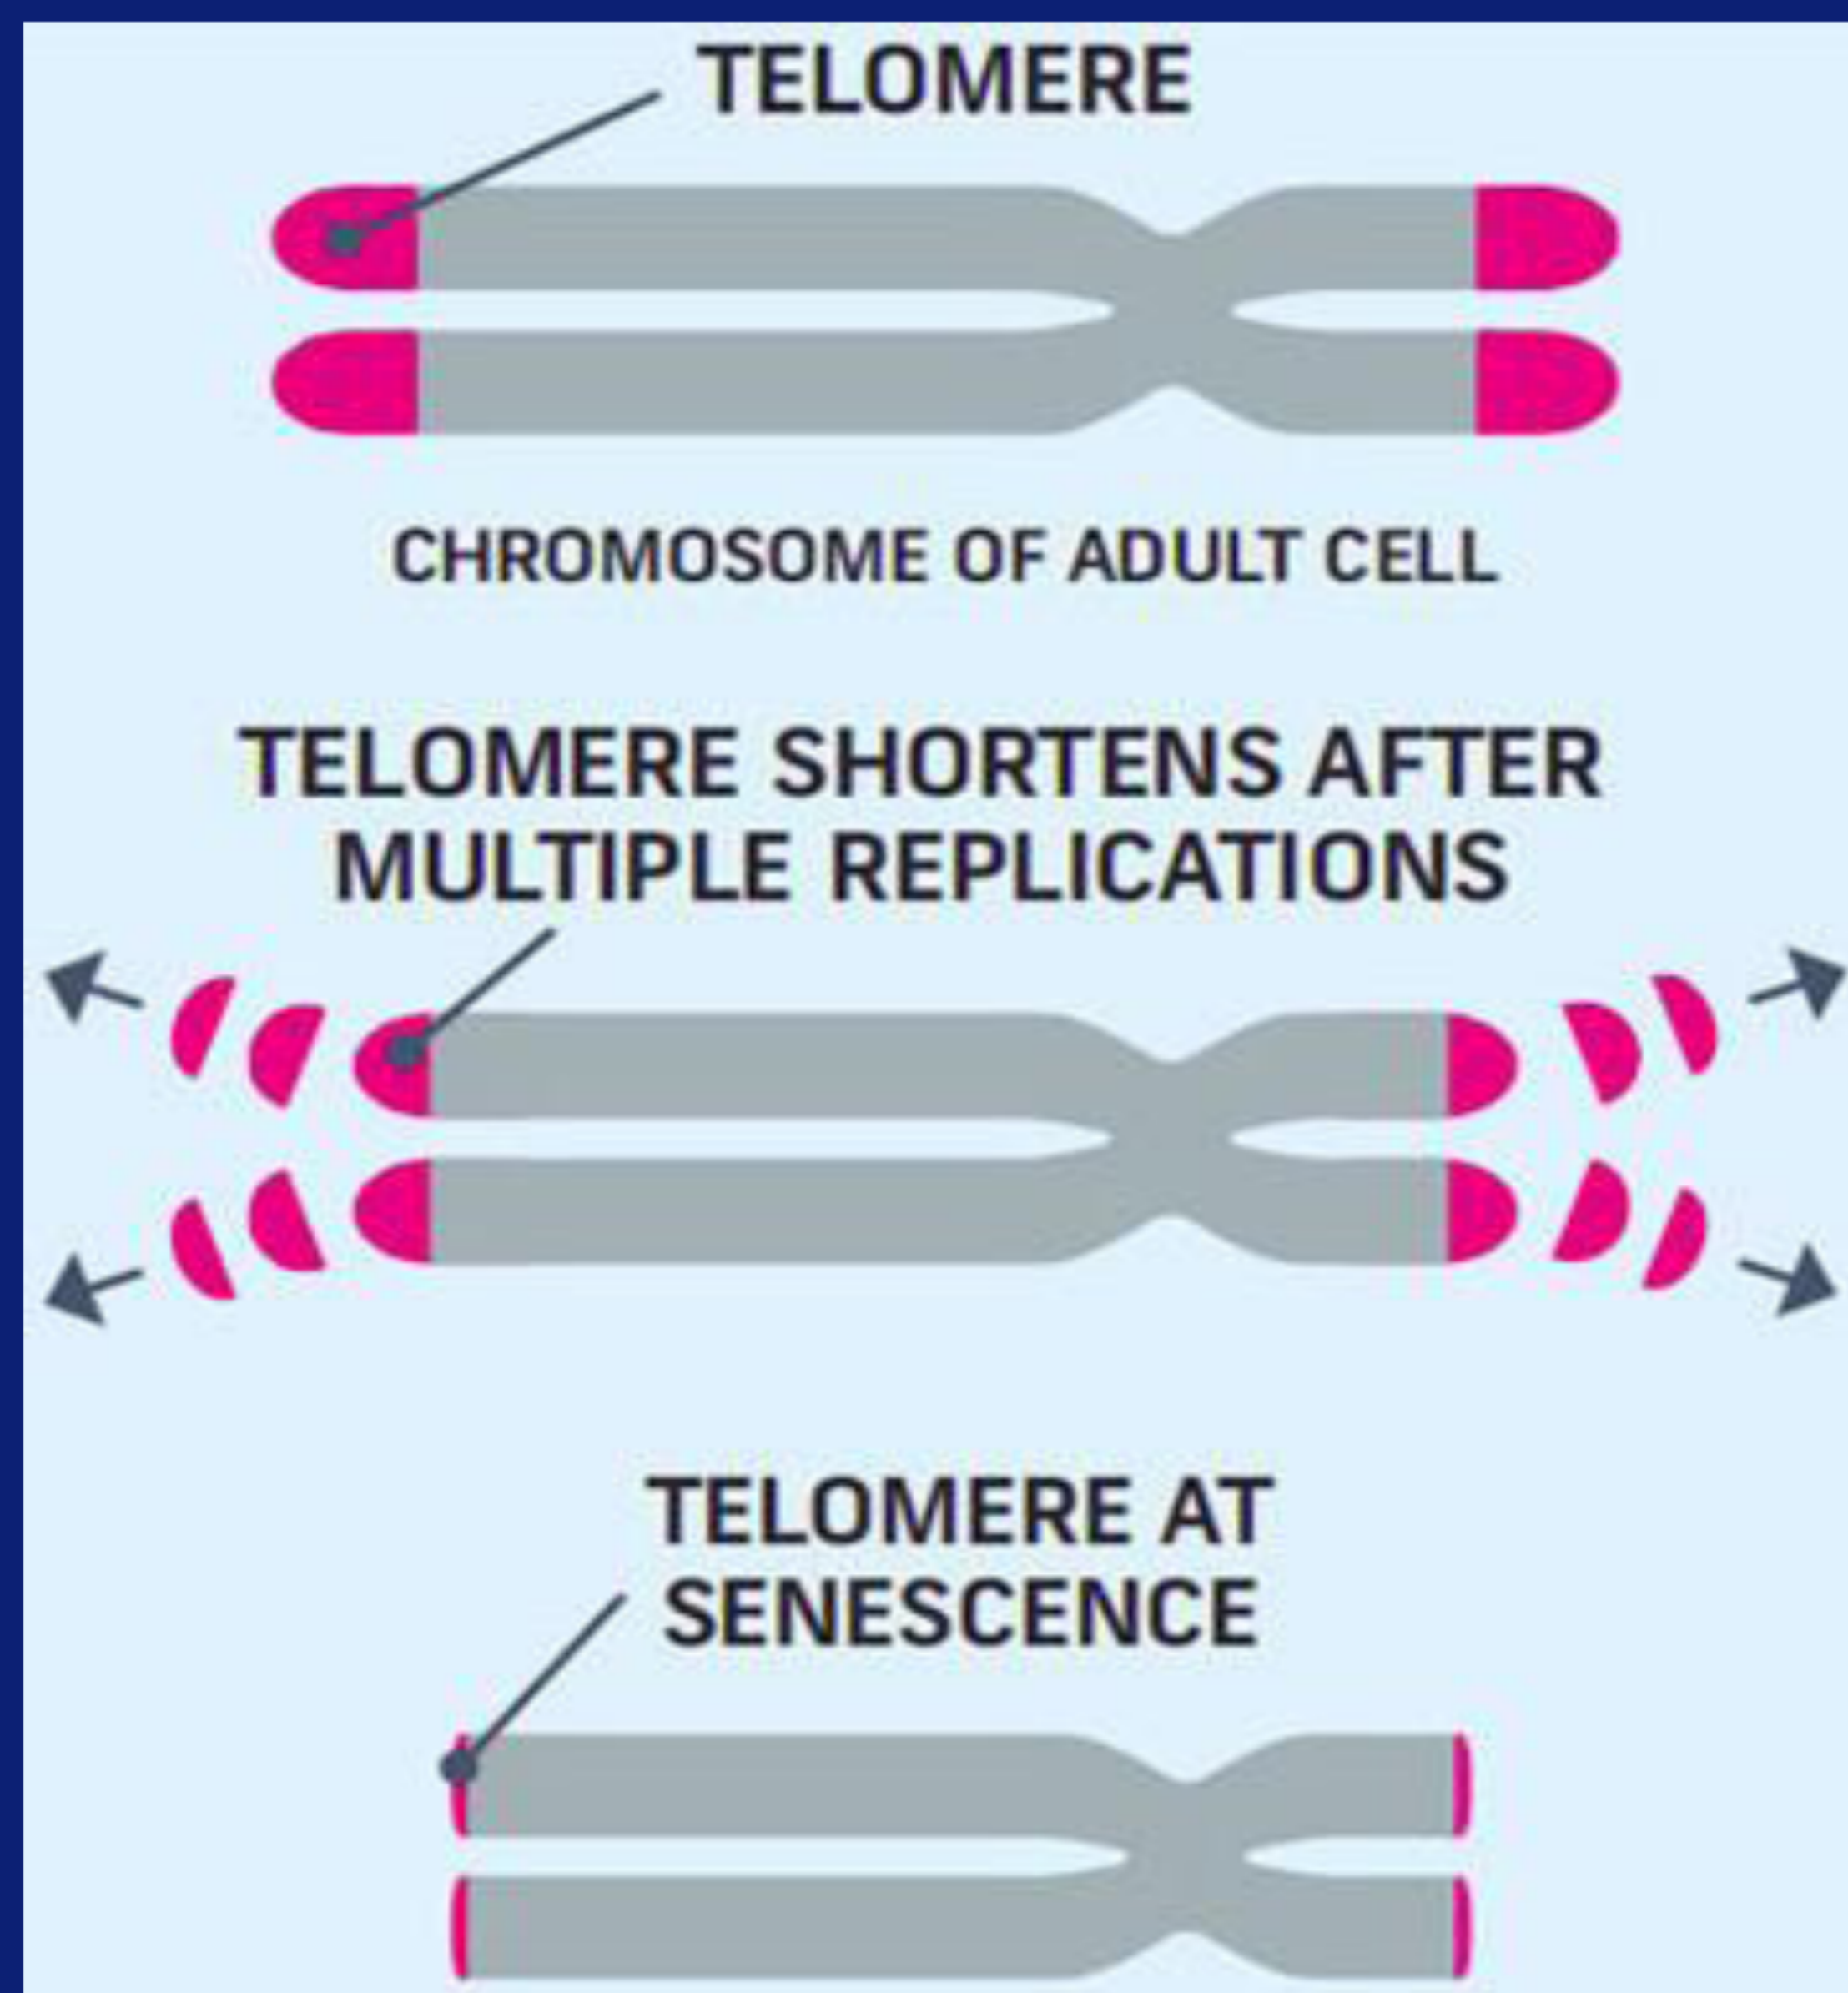 TELOMERE
CHROMOSOME OF ADULT CELL
TELOMERE SHORTENS AFTER
MULTIPLE REPLICATIONS
TELOMERE AT
SENESCENCE